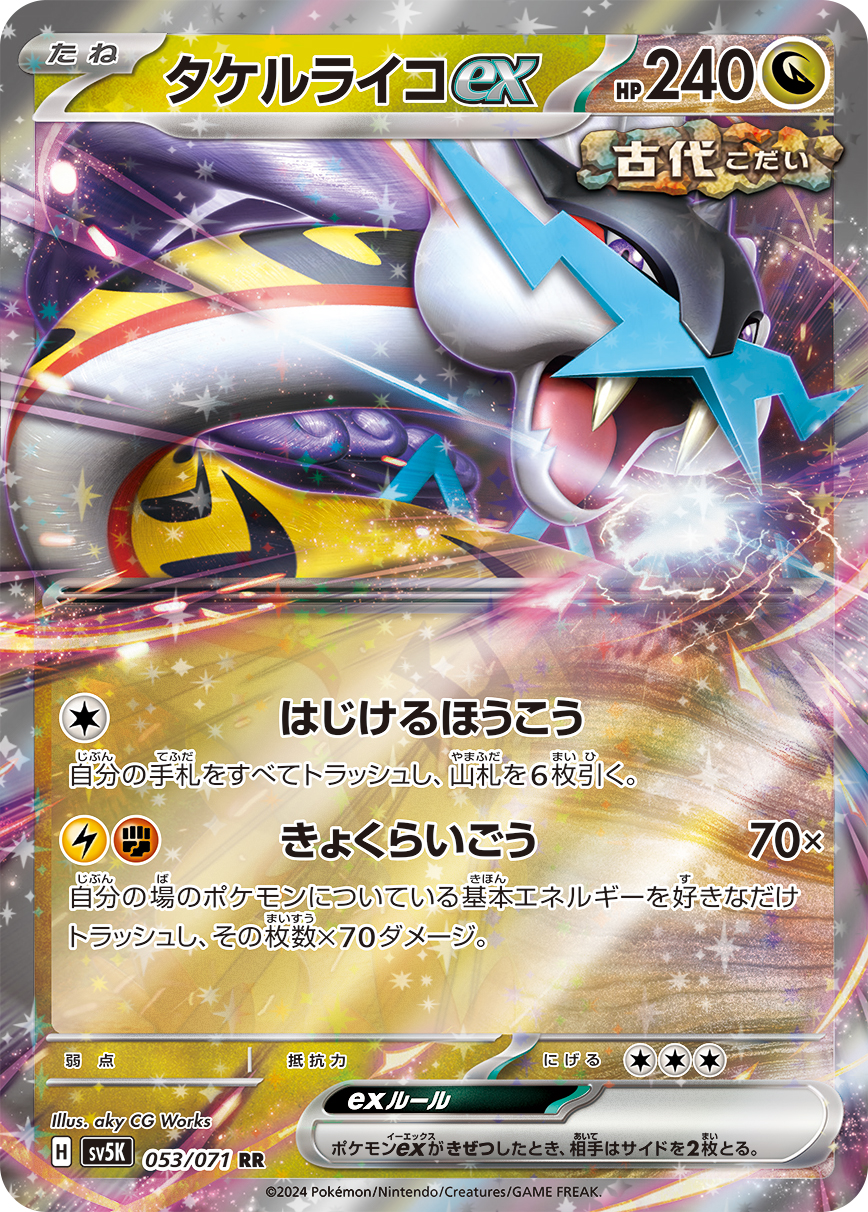 たね
タケルライコex
HP240
古代こだい
はじけるほうこう
自分の手札をすべてトラッシュし、山札を6枚引く。
きょくらいごう 70×
自分の場のポケモンについている基本エネルギーを好きなだけ
トラッシュし、その枚数×70ダメージ。
弱点 抵抗力 にげる
exルール
ポケモンexがきぜつしたとき、相手はサイドを2枚とる。
Illus. aky CG Works
H sv5K 053/071 RR
©2024 Pokémon/Nintendo/Creatures/GAME FREAK.